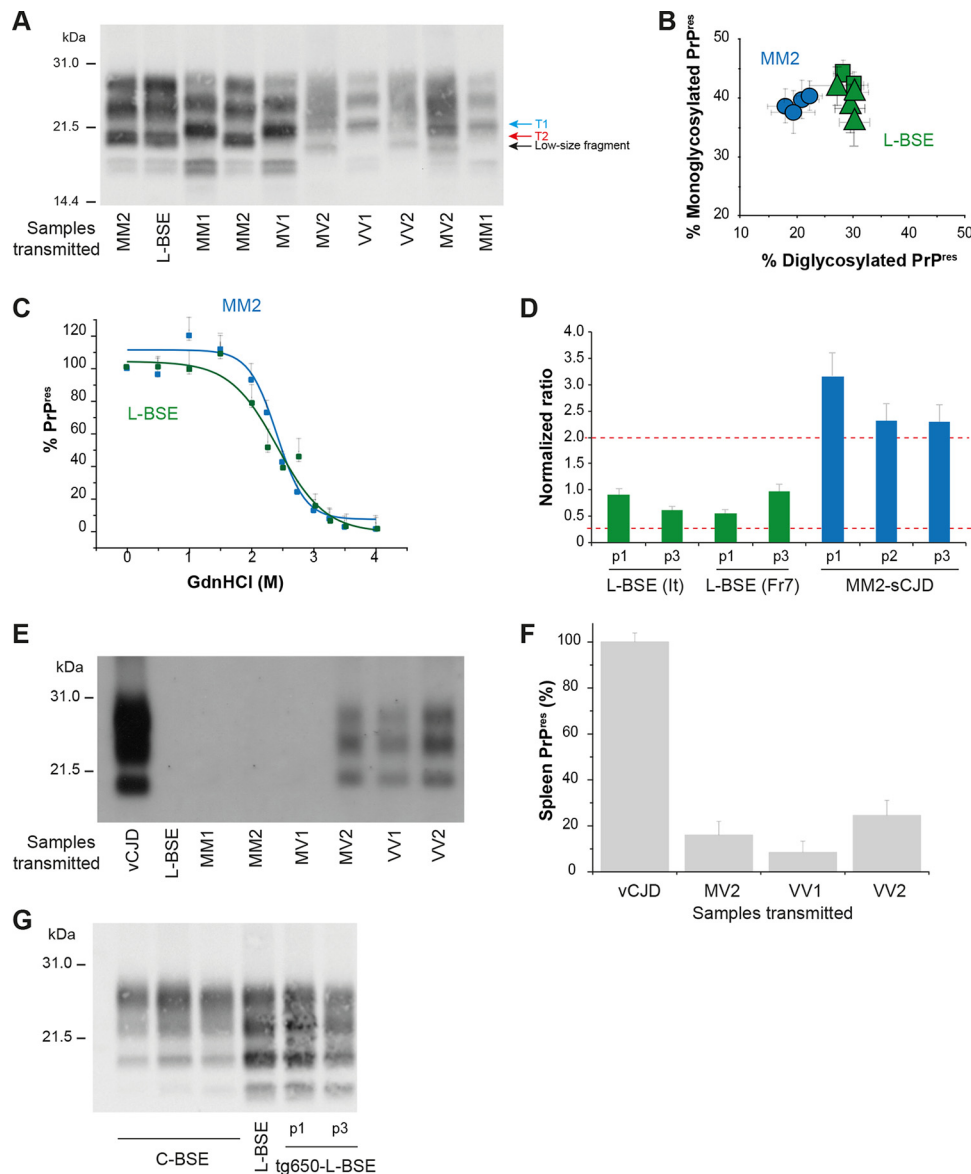 A
kDa
31.0
21.5
14.4
T1
T2
Low-size fragment
Samples
transmitted
MM2
L-BSE
MM1
MM2
MV1
MV2
VV1
VV2
MV2
MM1
B
% Monoglycosylated PrPres
50
40
30
20
MM2
L-BSE
10 20 30 40 50
% Diglycosylated PrPres
C
MM2
L-BSE
% PrPres
120
100
80
60
40
20
0
0 1 2 3 4
GdnHCl (M)
D
Normalized ratio
4.0
3.5
3.0
2.5
2.0
1.5
1.0
0.5
0
p1 p3 p1 p3 p1 p2 p3
L-BSE (It) L-BSE (Fr7) MM2-sCJD
E
kDa
31.0
21.5
Samples
transmitted
vCJD
L-BSE
MM1
MM2
MV1
MV2
VV1
VV2
F
Spleen PrPres (%)
100
80
60
40
20
0
vCJD MV2 VV1 VV2
Samples transmitted
G
kDa
31.0
21.5
C-BSE
L-BSE
p1 p3
tg650-L-BSE